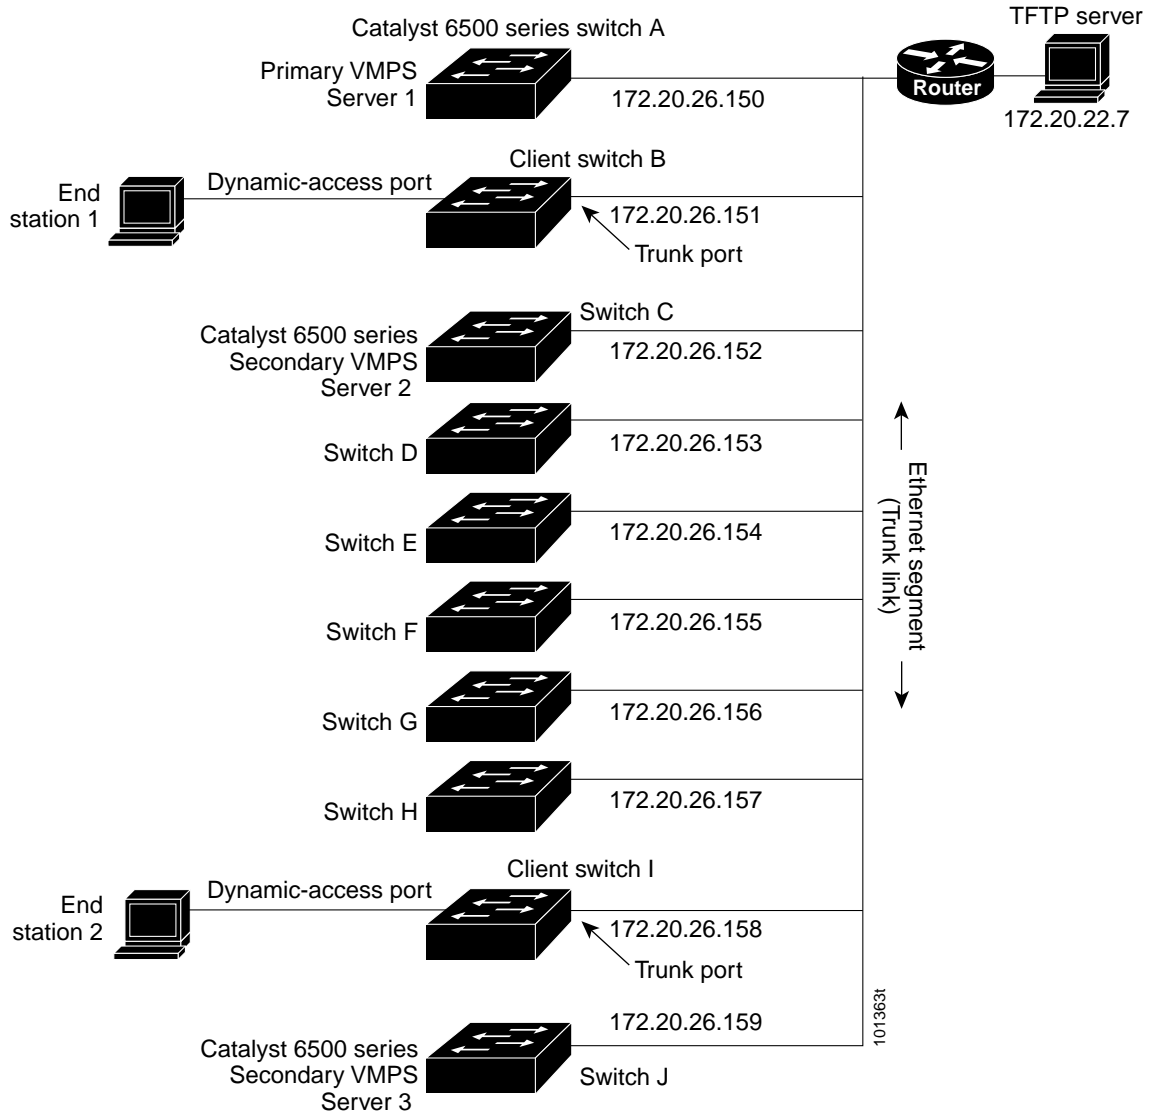 TFTP server
Catalyst 6500 series switch A
Primary VMPS
Server 1
Router
172.20.26.150
172.20.22.7
Client switch B
Dynamic-access port
End
station 1
172.20.26.151
Trunk port
Switch C
Catalyst 6500 series
Secondary VMPS
Server 2
172.20.26.152
Switch D
172.20.26.153
Ethernet segment
(Trunk link)
Switch E
172.20.26.154
Switch F
172.20.26.155
Switch G
172.20.26.156
Switch H
172.20.26.157
Client switch I
Dynamic-access port
End
station 2
172.20.26.158
Trunk port
172.20.26.159
101363t
Catalyst 6500 series
Secondary VMPS
Server 3
Switch J